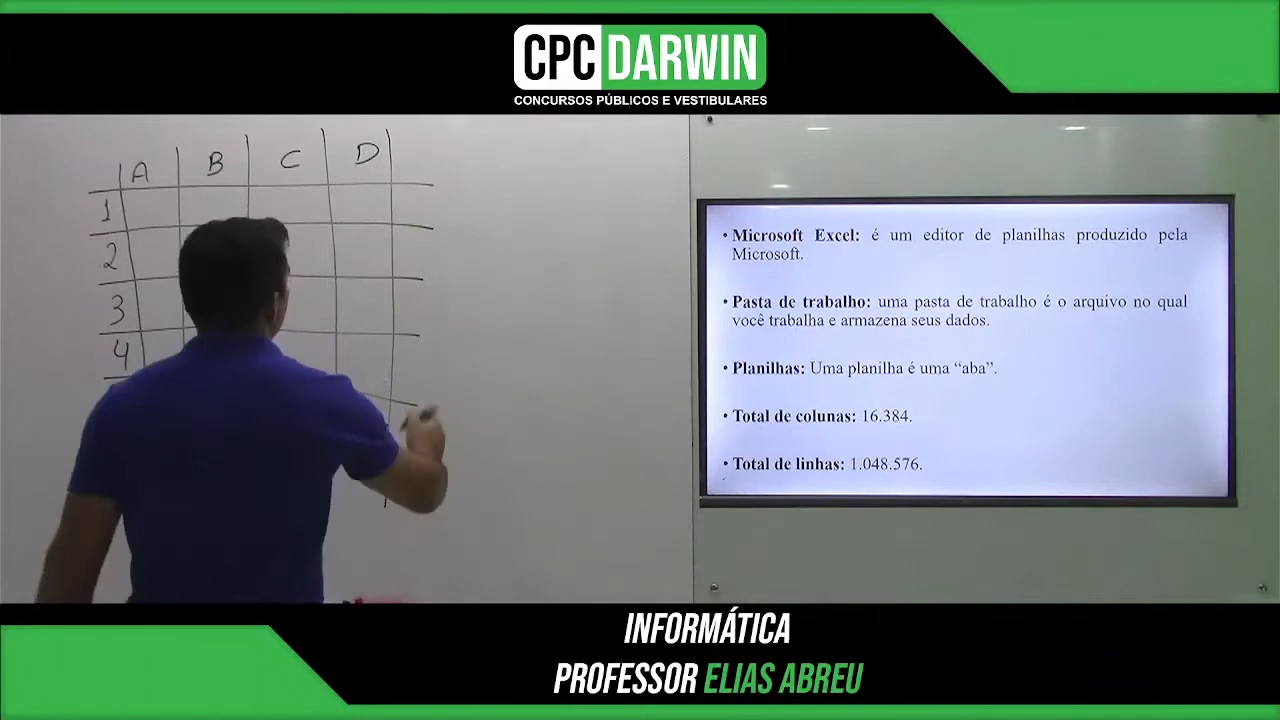 CPC DARWIN
CONCURSOS PÚBLICOS E VESTIBULARES
A B C D
1
2
3
4
• Microsoft Excel: é um editor de planilhas produzido pela
Microsoft.
• Pasta de trabalho: uma pasta de trabalho é o arquivo no qual
você trabalha e armazena seus dados.
• Planilhas: Uma planilha é uma “aba”.
• Total de colunas: 16.384.
• Total de linhas: 1.048.576.
INFORMÁTICA
PROFESSOR ELIAS ABREU